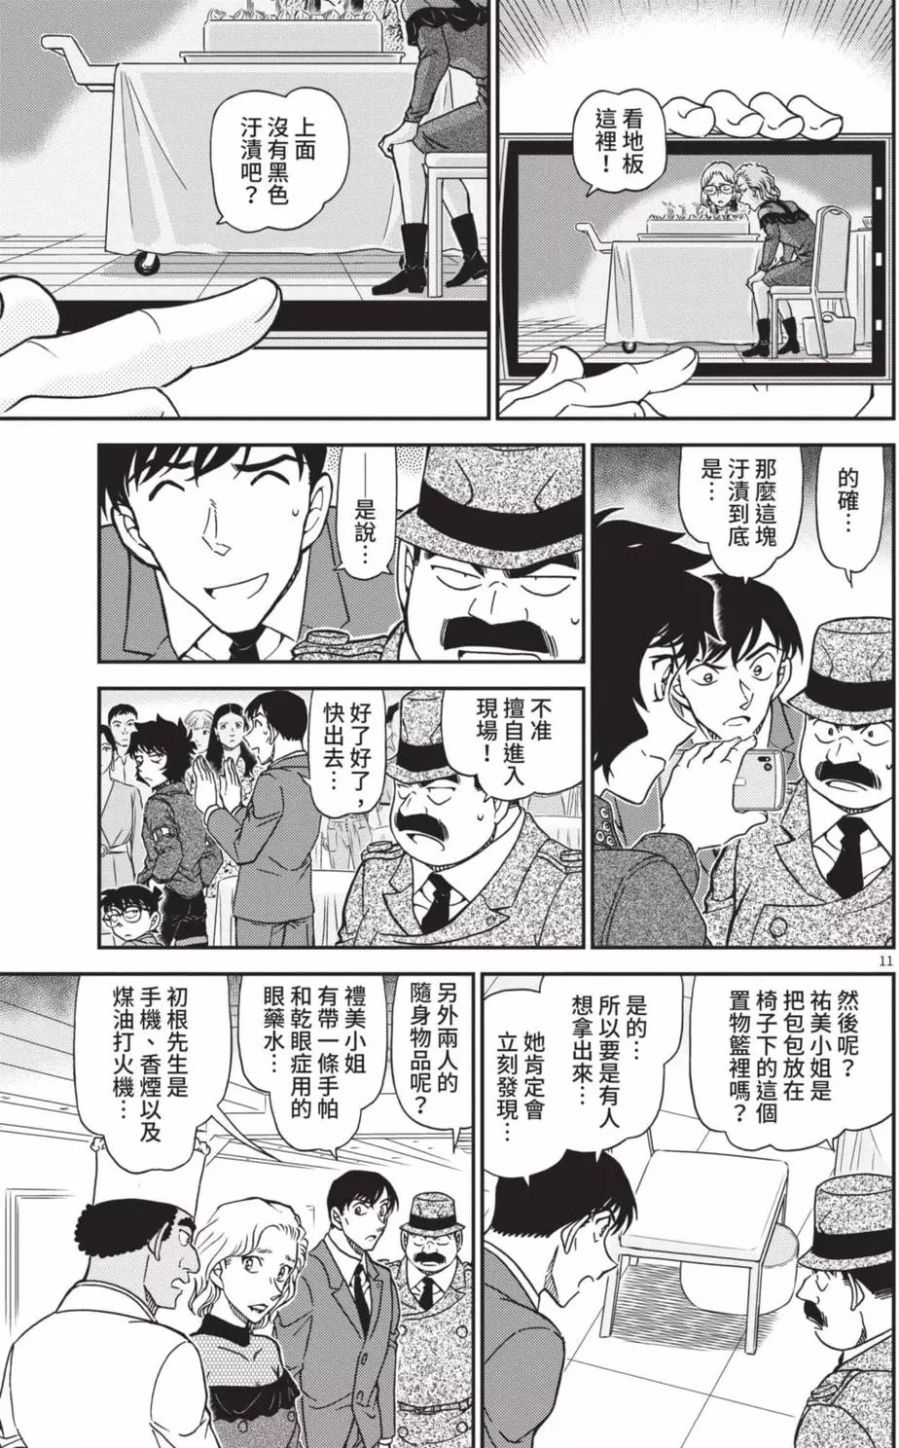 看地板
這裡！
上面
沒有黑色
汙漬吧？
的確…
那麼這塊
汙漬到底
是…
—是說…
不准
擅自進入
現場！
好了好了，
快出去…
11
然後呢？
祐美小姐是
把包包放在
椅子下的這個
置物籃裡嗎？
是的…
所以要是有人
想拿出來…
她肯定會
立刻發現…
另外兩人的
隨身物品呢？
禮美小姐
有帶一條手帕
和乾眼症用的
眼藥水…
初根先生是
手機、香煙以及
煤油打火機…